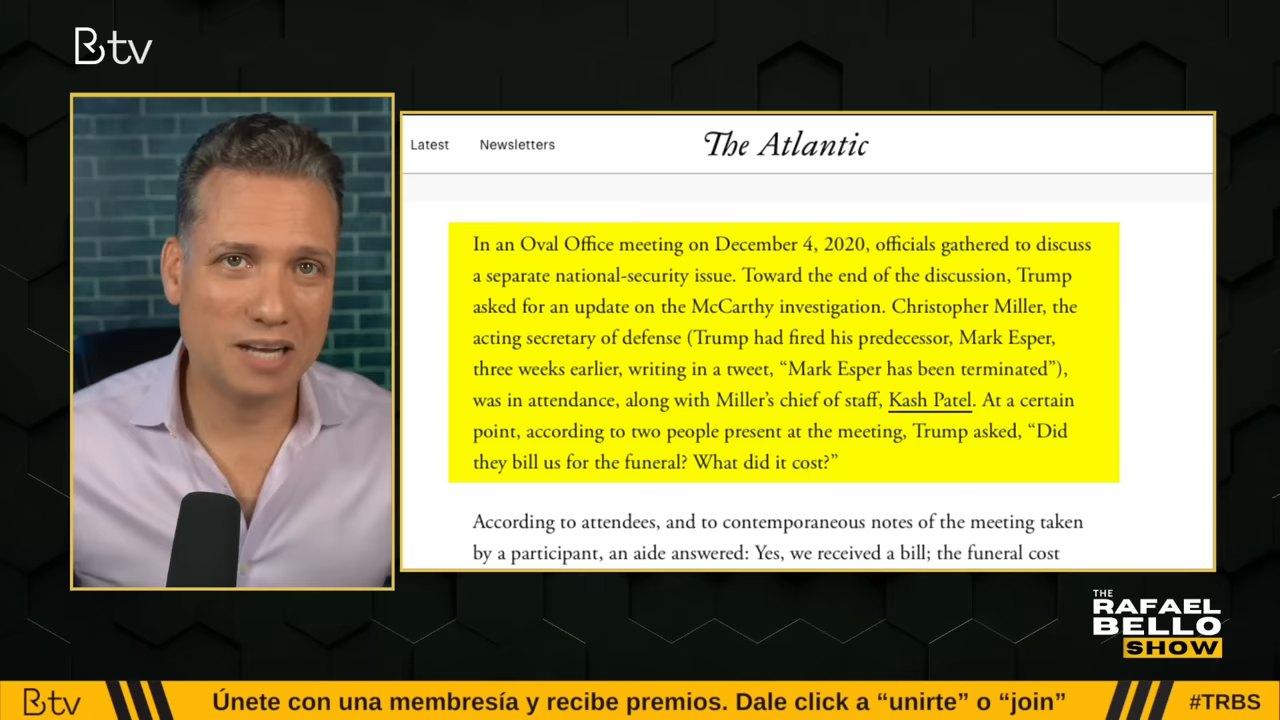 Btv
Latest Newsletters
The Atlantic
In an Oval Office meeting on December 4, 2020, officials gathered to discuss
a separate national-security issue. Toward the end of the discussion, Trump
asked for an update on the McCarthy investigation. Christopher Miller, the
acting secretary of defense (Trump had fired his predecessor, Mark Esper,
three weeks earlier, writing in a tweet, “Mark Esper has been terminated”),
was in attendance, along with Miller’s chief of staff, Kash Patel. At a certain
point, according to two people present at the meeting, Trump asked, “Did
they bill us for the funeral? What did it cost?”
According to attendees, and to contemporaneous notes of the meeting taken
by a participant, an aide answered: Yes, we received a bill; the funeral cost
THE
RAFAEL
BELLO
SHOW
Btv
Únete con una membresía y recibe premios. Dale click a “unirte” o “join”
#TRBS